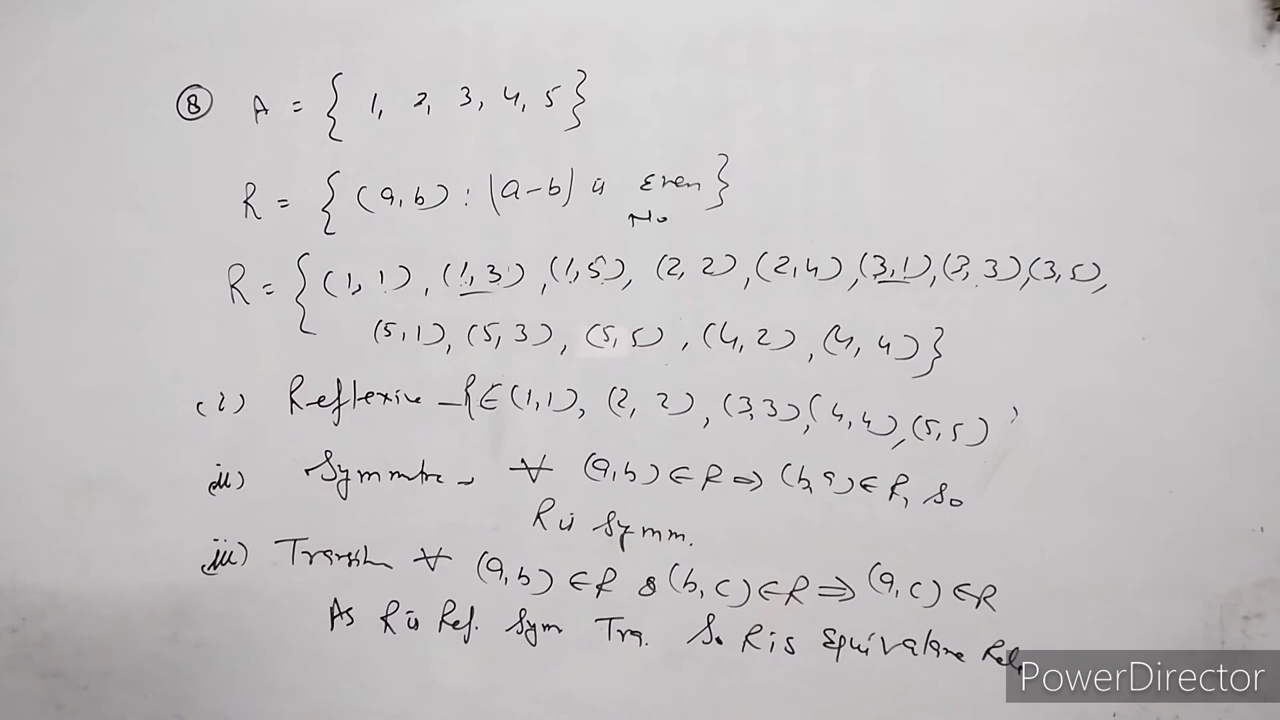 ⑧ A = { 1, 2, 3, 4, 5 }
R = { (a,b) : |a-b| is Even }
No
R = { (1, 1), (1, 3), (1, 5), (2, 2), (2,4), (3,1), (3, 3), (3, 5),
(5,1), (5, 3), (5, 5), (4, 2), (4, 4) }
(i) Reflexive - R ∈ (1,1), (2, 2), (3,3), (4,4), (5,5)
ii) ∀ (a,b) ∈ R ⇒ (b,a) ∈ R, So
R is Symm.
iii) ∀ (a,b) ∈ R & (b, c) ∈ R ⇒ (a, c) ∈ R
As R is Ref. Sym Tra. So R is Rel
PowerDirector